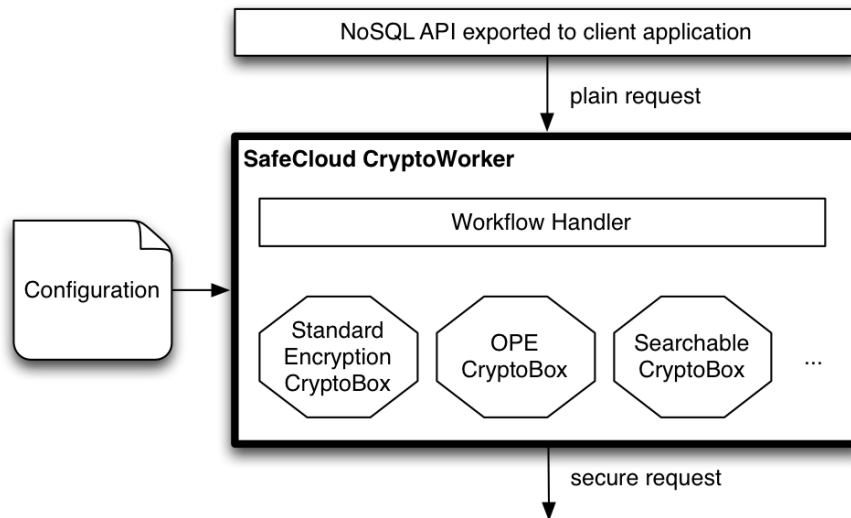 NoSQL API exported to client application
plain request
SafeCloud CryptoWorker
Workflow Handler
Configuration
Standard
Encryption
CryptoBox
OPE
CryptoBox
Searchable
CryptoBox
...
secure request